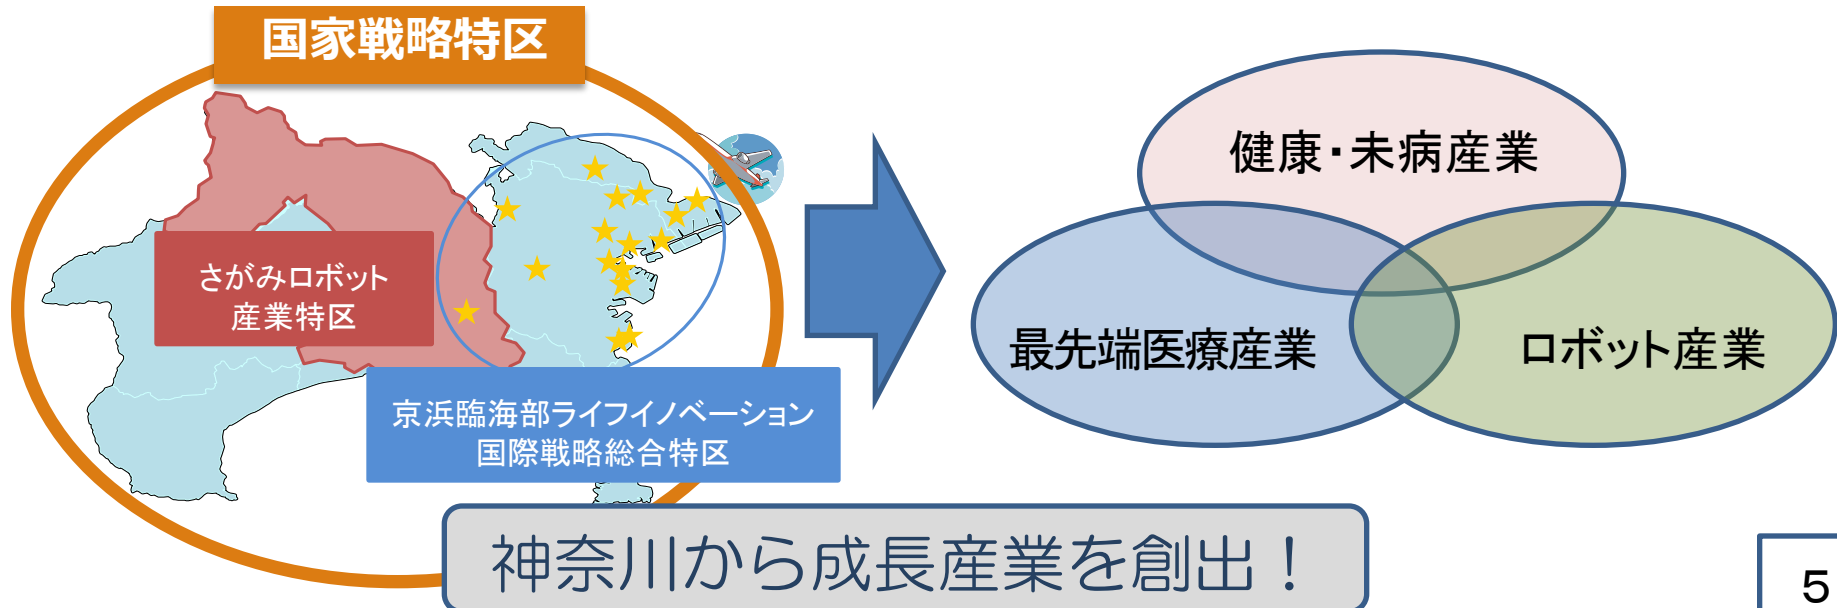 国家戦略特区
さがみロボット
産業特区
京浜臨海部ライフイノベーション
国際戦略総合特区
健康・未病産業
最先端医療産業
ロボット産業
神奈川から成長産業を創出！
5